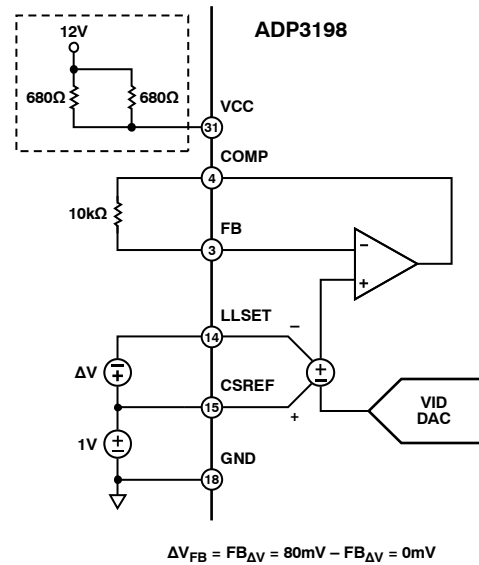 ADP3198
12V
680Ω
680Ω
VCC
31
COMP
4
10kΩ
FB
3
–
+
LLSET
14
–
ΔV
–
+
+
–
CSREF
15
+
VID
DAC
1V
+
–
GND
18
ΔVFB = FBΔV = 80mV – FBΔV = 0mV